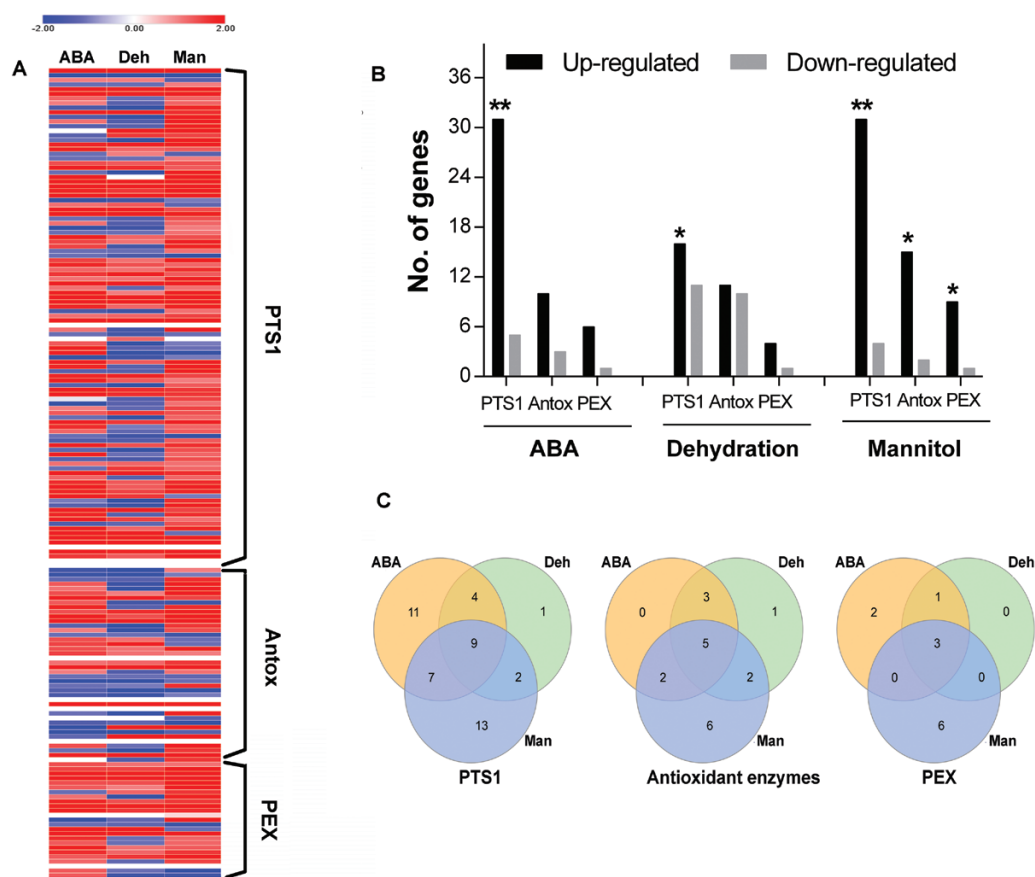 -2.00 0.00 2.00
ABA Deh Man
A
PTS1
Antox
PEX
B
Up-regulated Down-regulated
No. of genes
36
30
24
18
12
6
0
** * ** * *
PTS1 Antox PEX PTS1 Antox PEX PTS1 Antox PEX
ABA Dehydration Mannitol
C
ABA Deh
11 4 1
9
7 2
13
Man
PTS1
ABA Deh
0 3 1
5
2 2
6
Man
Antioxidant enzymes
ABA Deh
2 1 0
3
0 0
6
Man
PEX